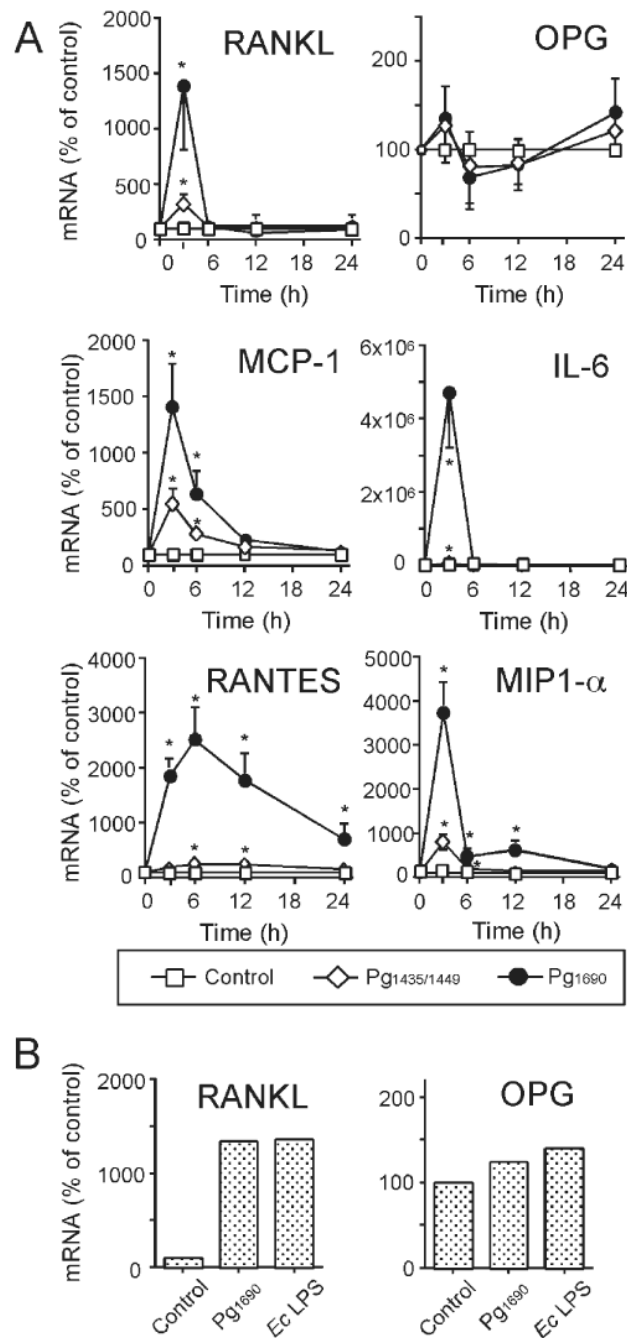 A
RANKL
OPG
mRNA (% of control)
2000
1500
1000
500
0
0 6 12 18 24
Time (h)
200
100
0
0 6 12 18 24
Time (h)
*
*
MCP-1
IL-6
mRNA (% of control)
2000
1500
1000
500
0
0 3 6 12 18 24
Time (h)
6x10⁶
4x10⁶
2x10⁶
0
0 6 12 18 24
Time (h)
* * * *
* *
RANTES
MIP1-α
mRNA (% of control)
4000
3000
2000
1000
0
0 3 6 12 18 24
Time (h)
5000
4000
3000
2000
1000
0
0 3 6 12 18 24
Time (h)
* * * * * *
* * * * *
Control Pg1435/1449 Pg1690
B
RANKL
OPG
mRNA (% of control)
2000
1000
0
Control Pg1690 Ec LPS
200
100
0
Control Pg1690 Ec LPS